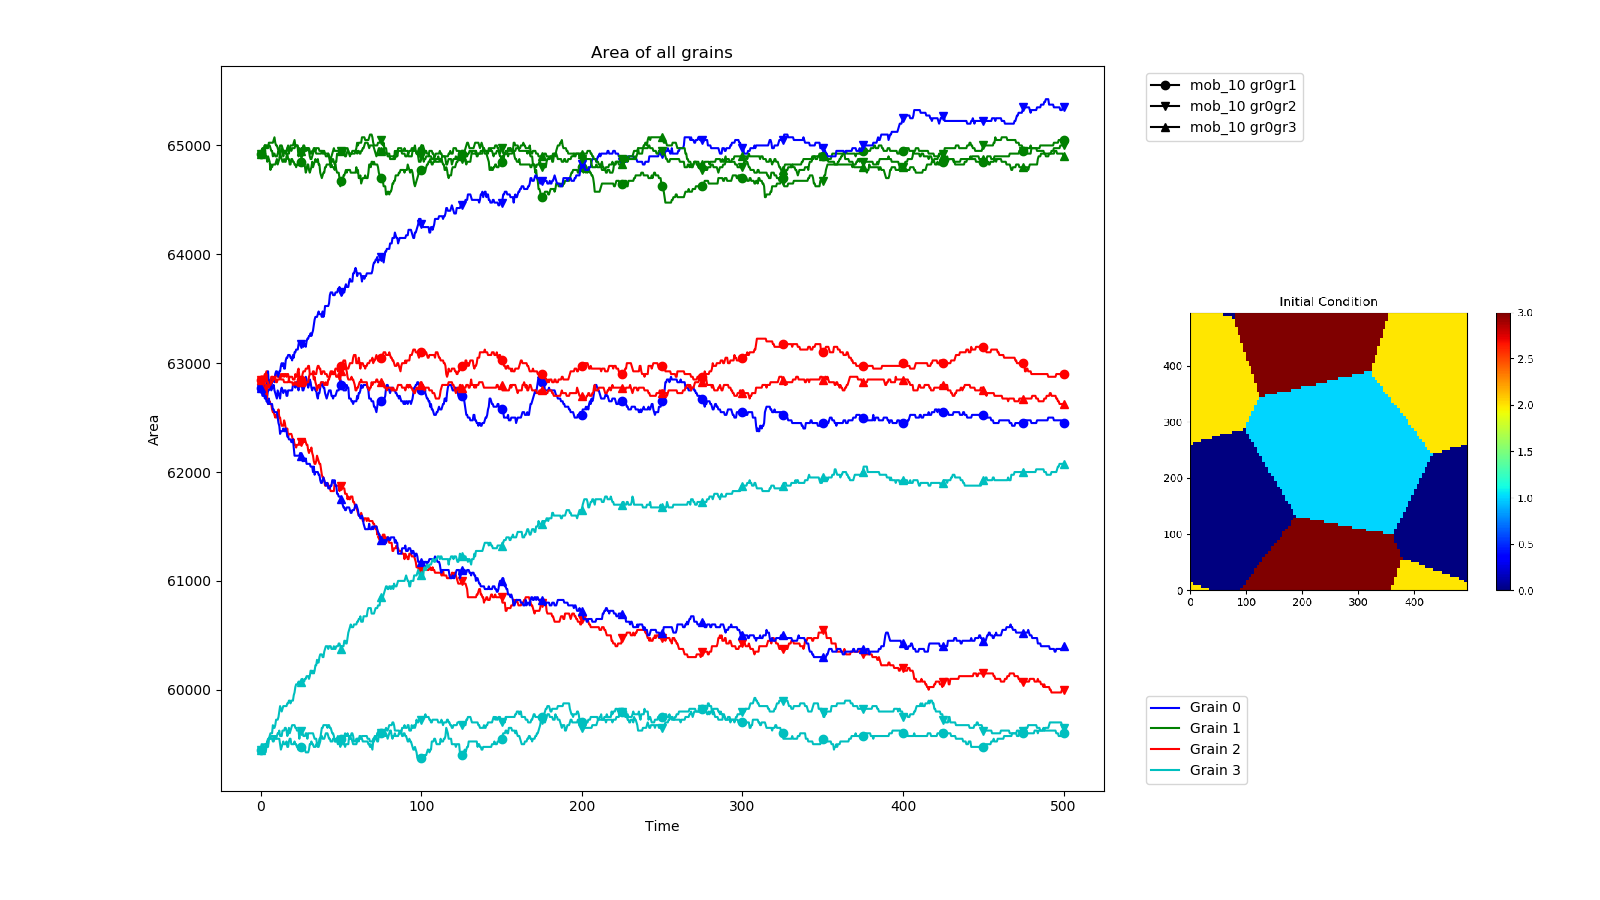 Area of all grains
Area
65000
64000
63000
62000
61000
60000
0 100 200 300 400 500
Time
mob_10 gr0gr1
mob_10 gr0gr2
mob_10 gr0gr3
Initial Condition
400
300
200
100
0
0 100 200 300 400
3.0
2.5
2.0
1.5
1.0
0.5
0.0
Grain 0
Grain 1
Grain 2
Grain 3